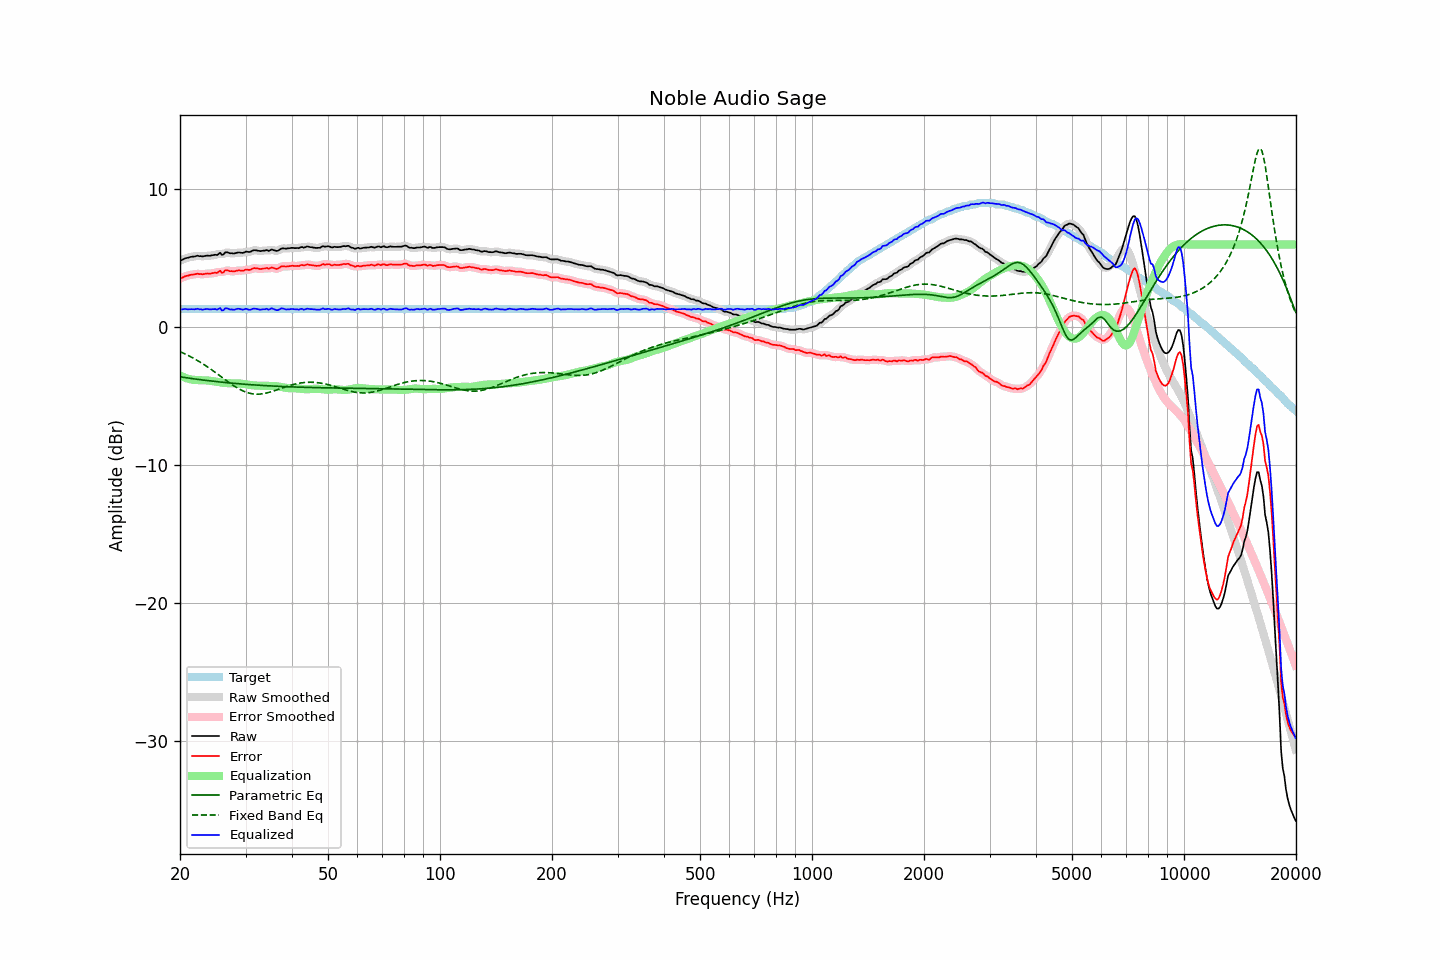 Noble Audio Sage
Amplitude (dBr)
10
0
−10
−20
−30
Target
Raw Smoothed
Error Smoothed
Raw
Error
Equalization
Parametric Eq
Fixed Band Eq
Equalized
20 50 100 200 500 1000 2000 5000 10000 20000
Frequency (Hz)